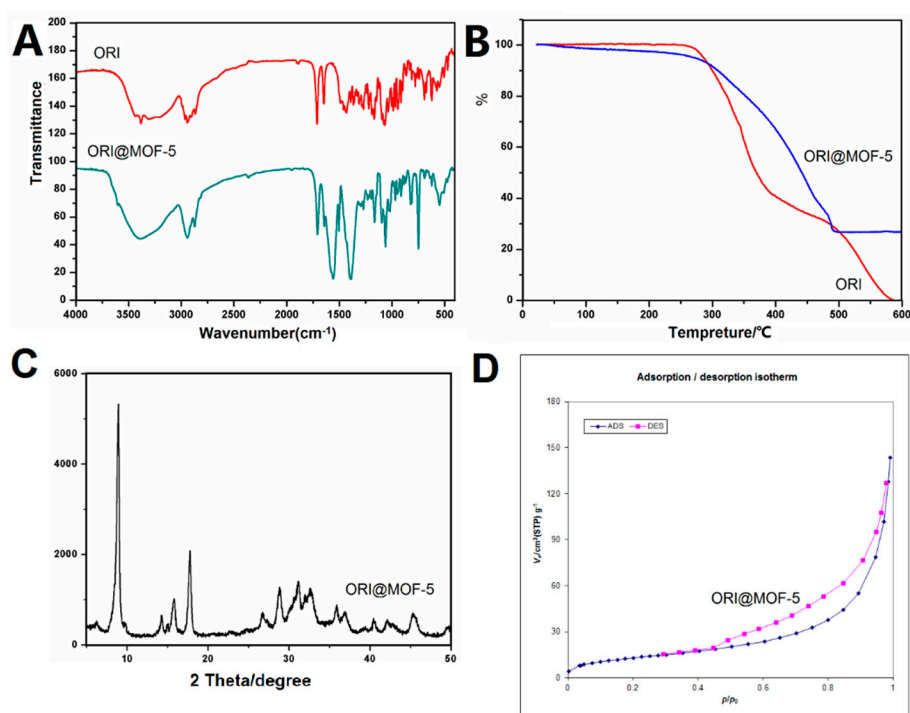 A
ORI
ORI@MOF-5
Transmittance
200
180
160
140
120
100
80
60
40
20
0
4000 3500 3000 2500 2000 1500 1000 500
Wavenumber(cm-1)
B
ORI@MOF-5
ORI
%
100
80
60
40
20
0
0 100 200 300 400 500 600
Tempreture/℃
C
ORI@MOF-5
6000
4000
2000
0
10 20 30 40 50
2 Theta/degree
D
Adsorption / desorption isotherm
ADS DES
ORI@MOF-5
Va/cm3(STP) g-1
180
150
120
90
60
30
0
0 0.2 0.4 0.6 0.8 1
p/p0